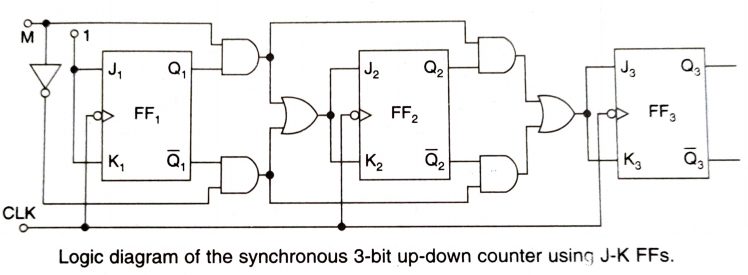 M
1
J₁ Q₁ J₂ Q₂ J₃ Q₃
FF₁ FF₂ FF₃
K₁ Q̅₁ K₂ Q̅₂ K₃ Q̅₃
CLK
Logic diagram of the synchronous 3-bit up-down counter using J-K FFs.